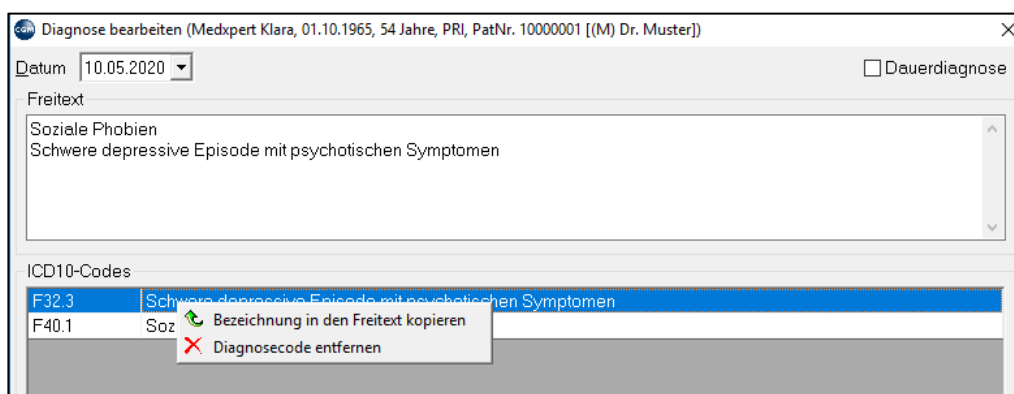 CGM Diagnose bearbeiten (Medxpert Klara, 01.10.1965, 54 Jahre, PRI, PatNr. 10000001 [(M) Dr. Muster])
Datum 10.05.2020 Dauerdiagnose
Freitext
Soziale Phobien
Schwere depressive Episode mit psychotischen Symptomen
ICD10-Codes
F32.3 Schwere depressive Episode mit psychotischen Symptomen
F40.1 Soz
Bezeichnung in den Freitext kopieren
Diagnosecode entfernen